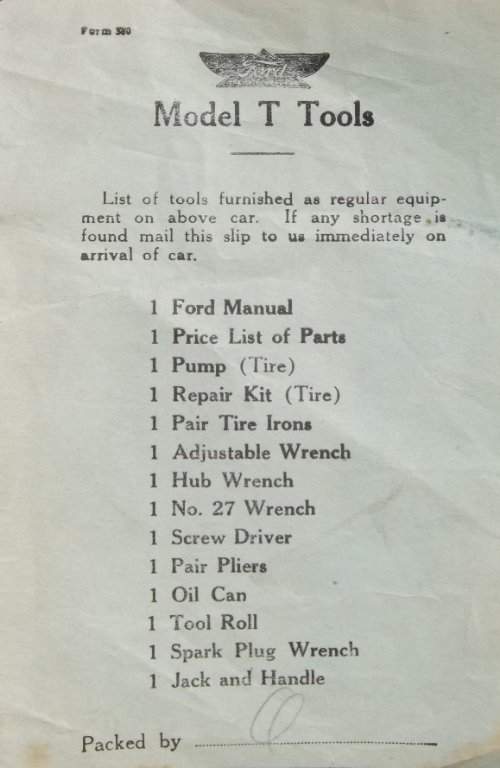 Form 580
Ford
Model T Tools
List of tools furnished as regular equip-
ment on above car. If any shortage is
found mail this slip to us immediately on
arrival of car.
1 Ford Manual
1 Price List of Parts
1 Pump (Tire)
1 Repair Kit (Tire)
1 Pair Tire Irons
1 Adjustable Wrench
1 Hub Wrench
1 No. 27 Wrench
1 Screw Driver
1 Pair Pliers
1 Oil Can
1 Tool Roll
1 Spark Plug Wrench
1 Jack and Handle
Packed by